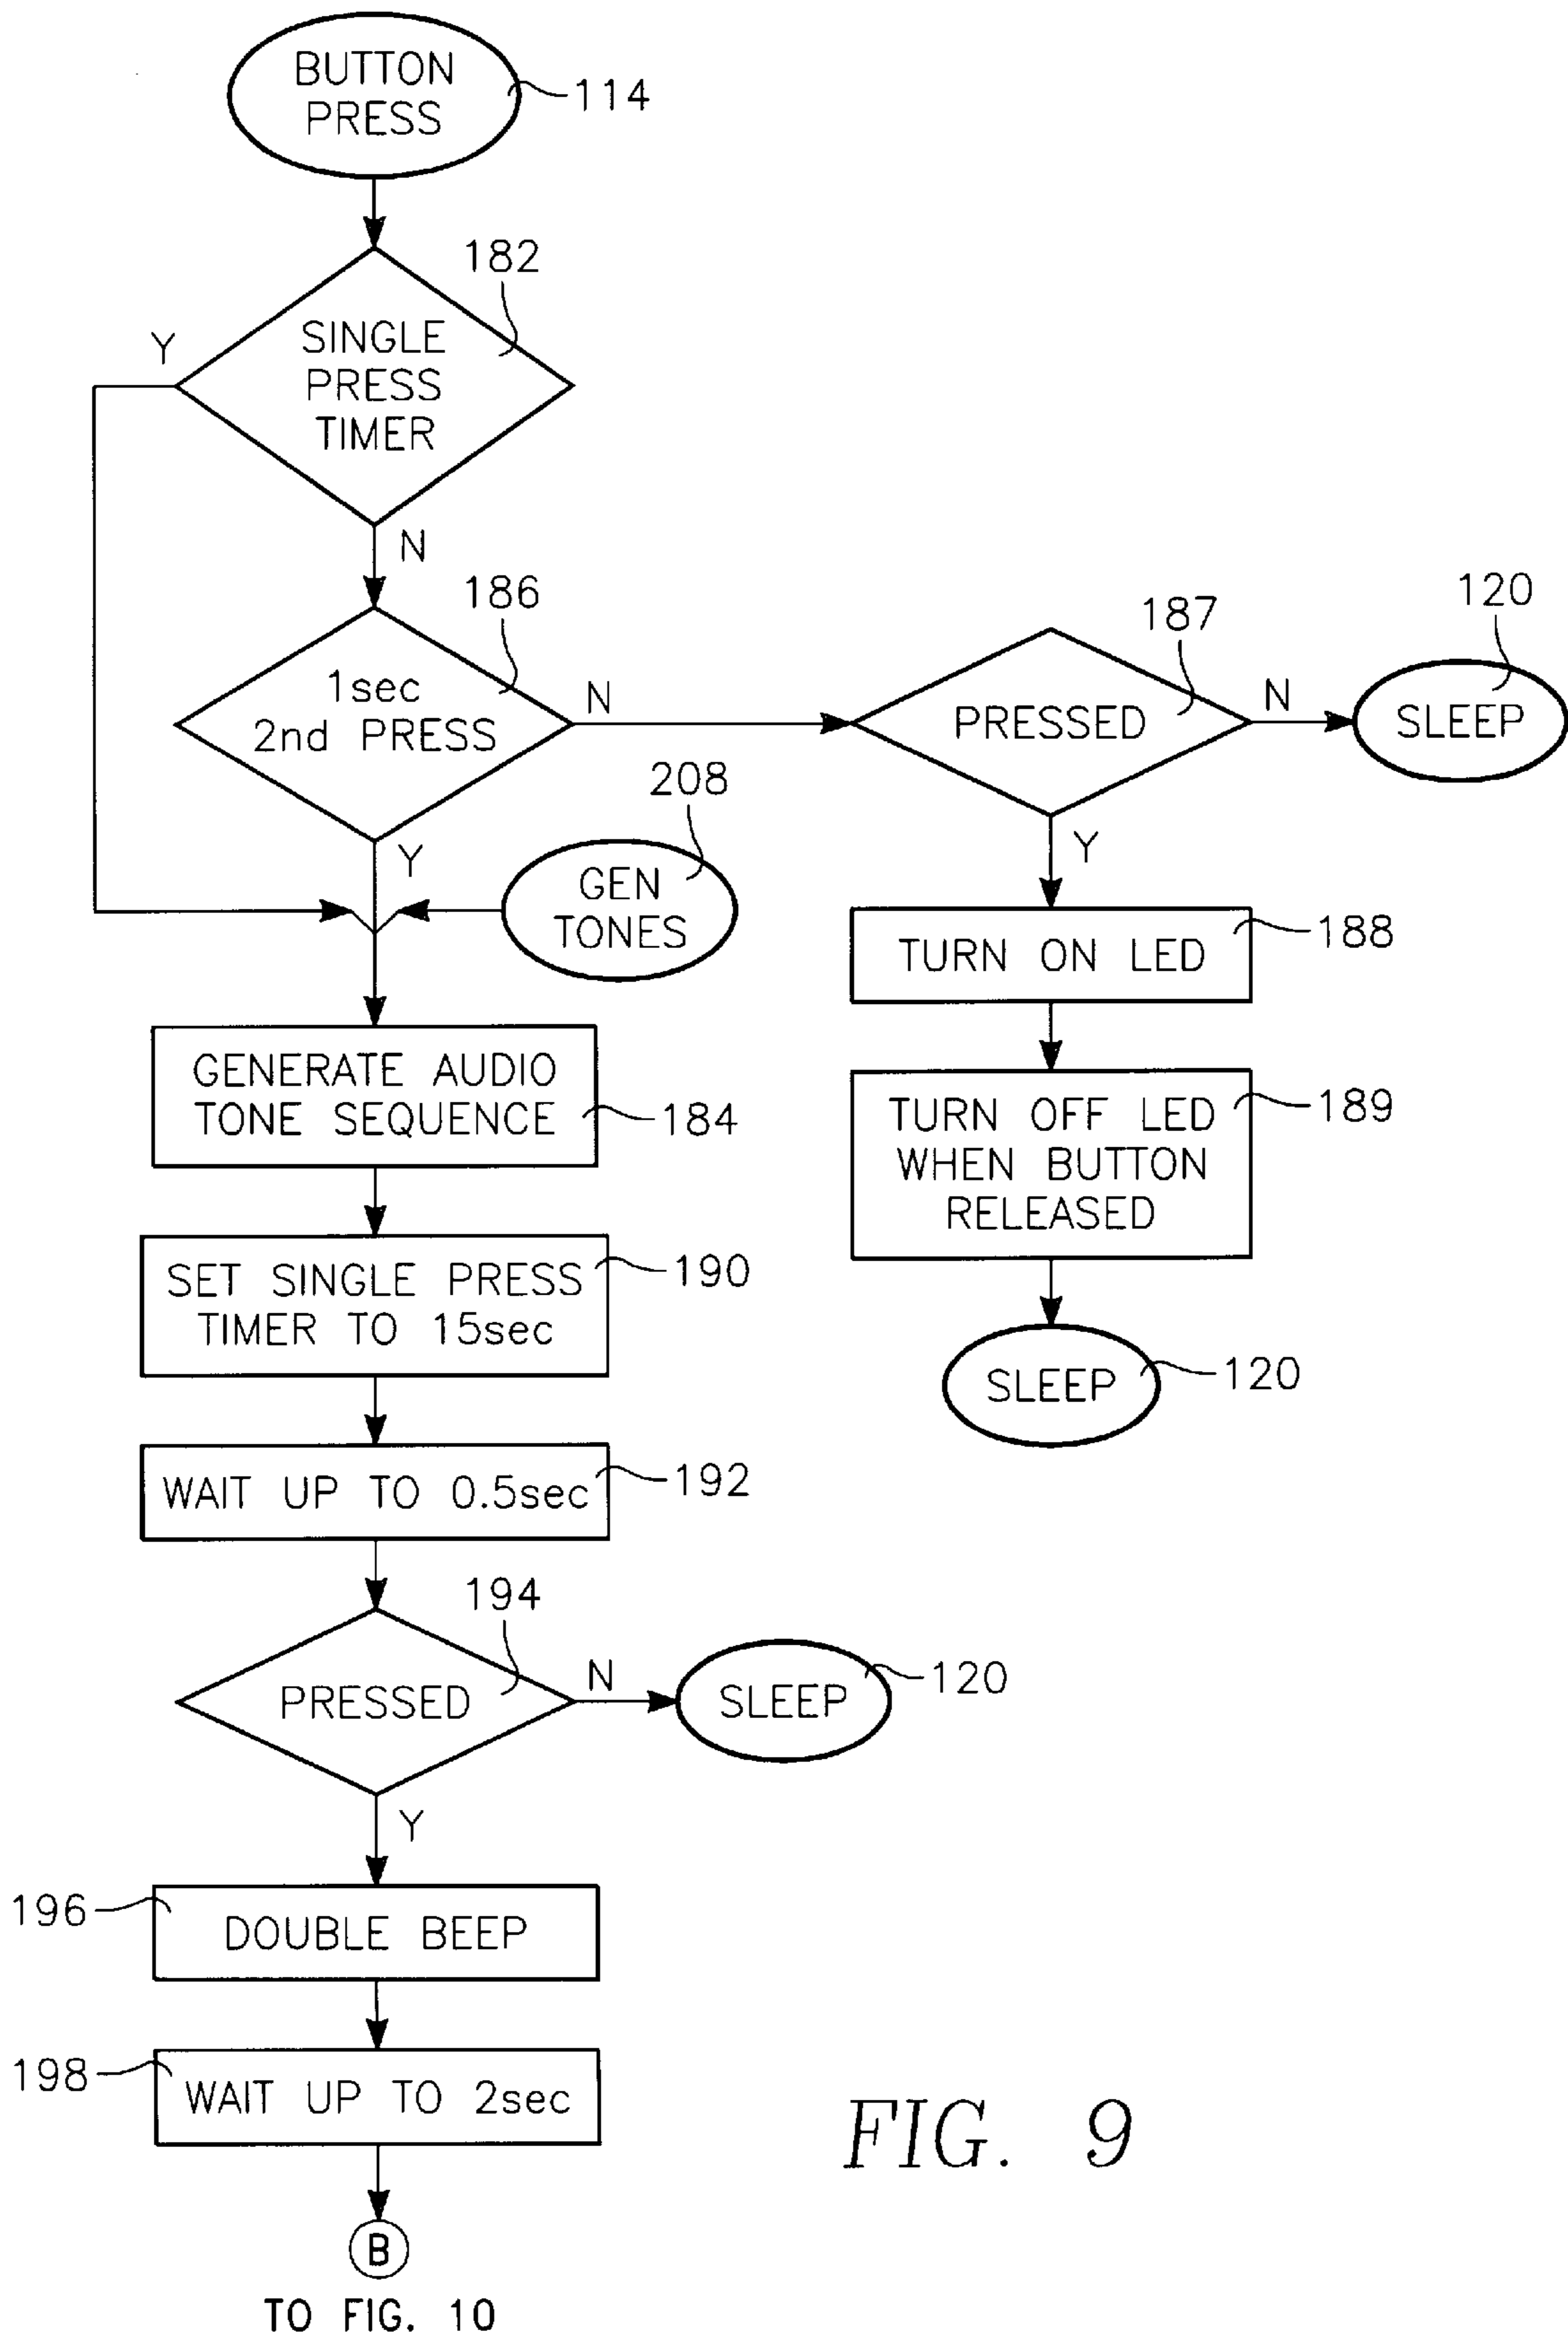 BUTTON
PRESS
114
182
SINGLE
PRESS
TIMER
Y
N
186
1sec
2nd PRESS
N
187
PRESSED
N
120
SLEEP
Y
208
GEN
TONES
Y
TURN ON LED
188
GENERATE AUDIO
TONE SEQUENCE
184
TURN OFF LED
WHEN BUTTON
RELEASED
189
SET SINGLE PRESS
TIMER TO 15sec
190
SLEEP
120
WAIT UP TO 0.5sec
192
194
PRESSED
N
SLEEP
120
Y
196
DOUBLE BEEP
198
WAIT UP TO 2sec
B
TO FIG. 10
FIG. 9